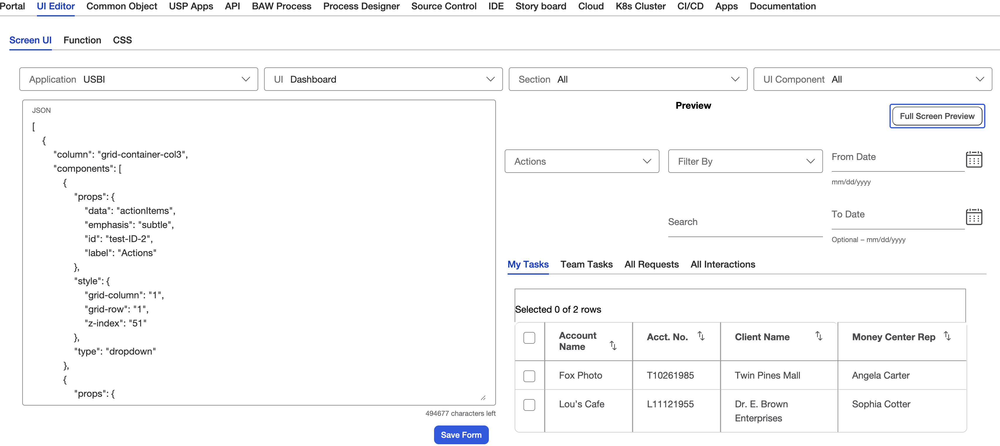 Portal UI Editor Common Object USP Apps API BAW Process Process Designer Source Control IDE Story board Cloud K8s Cluster CI/CD Apps Documentation
Screen UI Function CSS
Application USBI UI Dashboard Section All UI Component All
JSON
[
{
"column": "grid-container-col3",
"components": [
{
"props": {
"data": "actionItems",
"emphasis": "subtle",
"id": "test-ID-2",
"label": "Actions"
},
"style": {
"grid-column": "1",
"grid-row": "1",
"z-index": "51"
},
"type": "dropdown"
},
{
"props": {
494677 characters left
Save Form
Preview
Full Screen Preview
Actions Filter By From Date
mm/dd/yyyy
Search To Date
Optional – mm/dd/yyyy
My Tasks Team Tasks All Requests All Interactions
Selected 0 of 2 rows
Account Name Acct. No. Client Name Money Center Rep
Fox Photo T10261985 Twin Pines Mall Angela Carter
Lou’s Cafe L11121955 Dr. E. Brown Enterprises Sophia Cotter